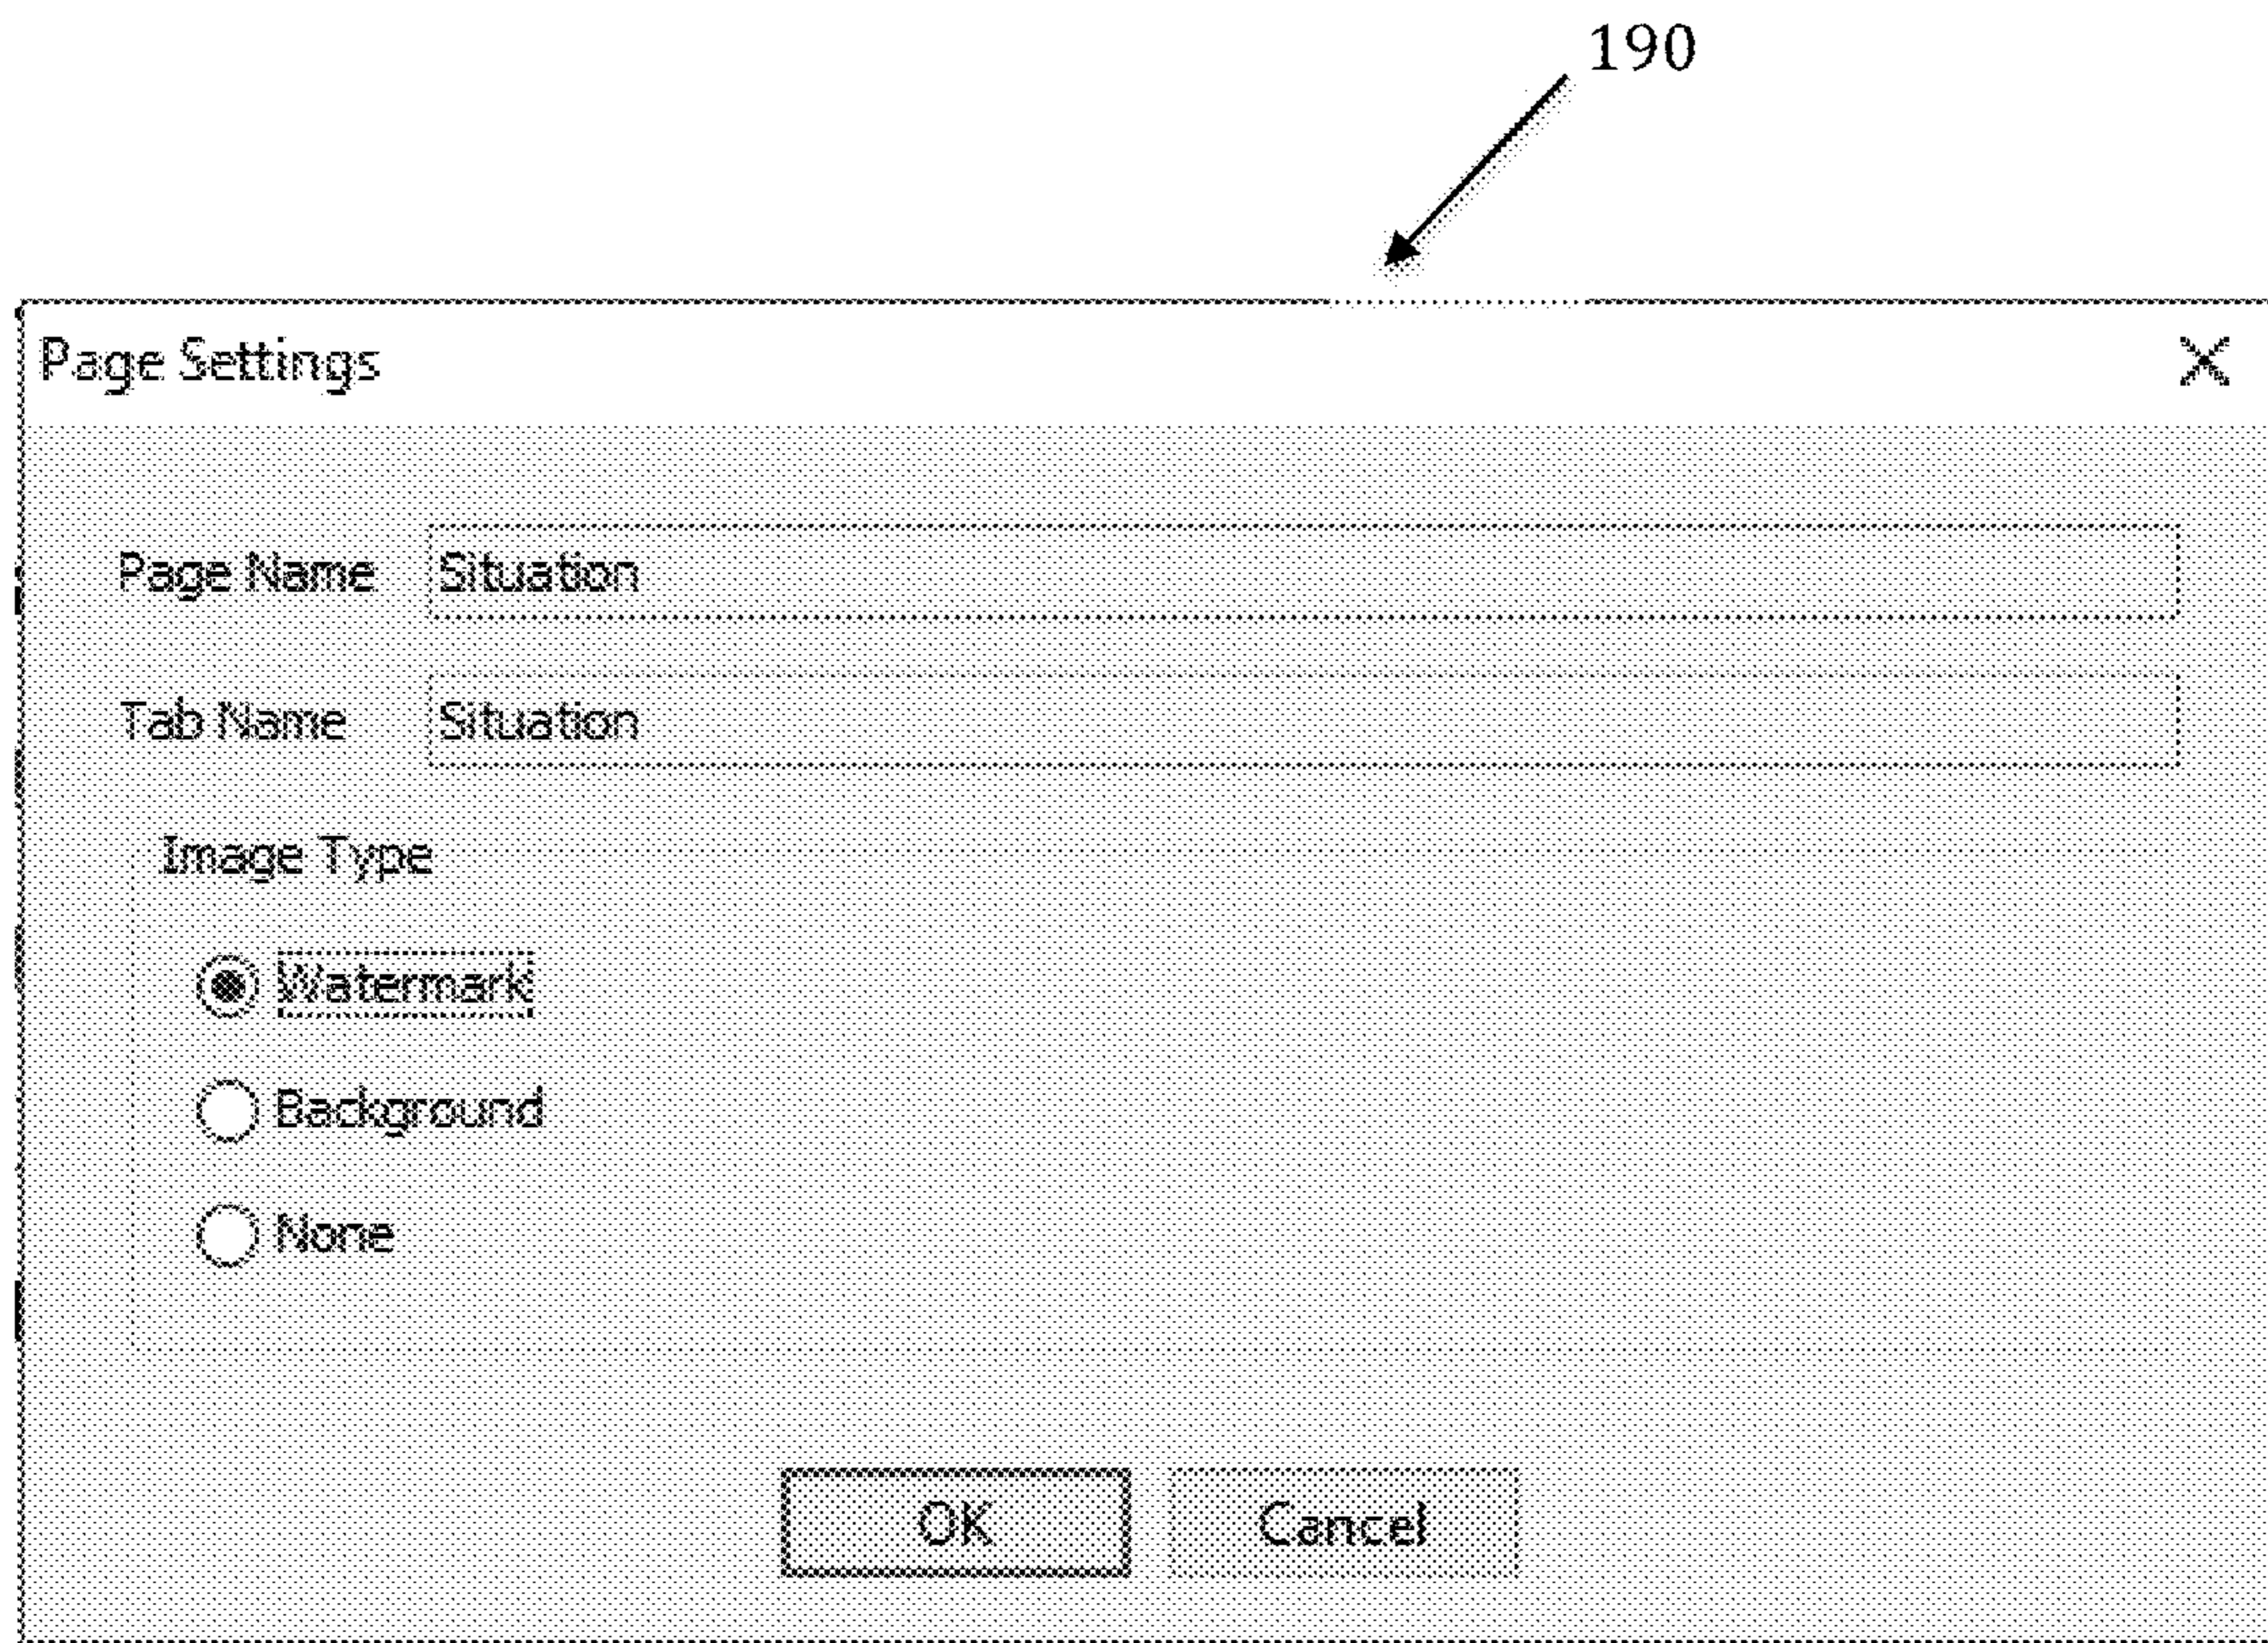 190
Page Settings
Page Name Situation
Tab Name Situation
Image Type
Watermark
Background
None
OK Cancel